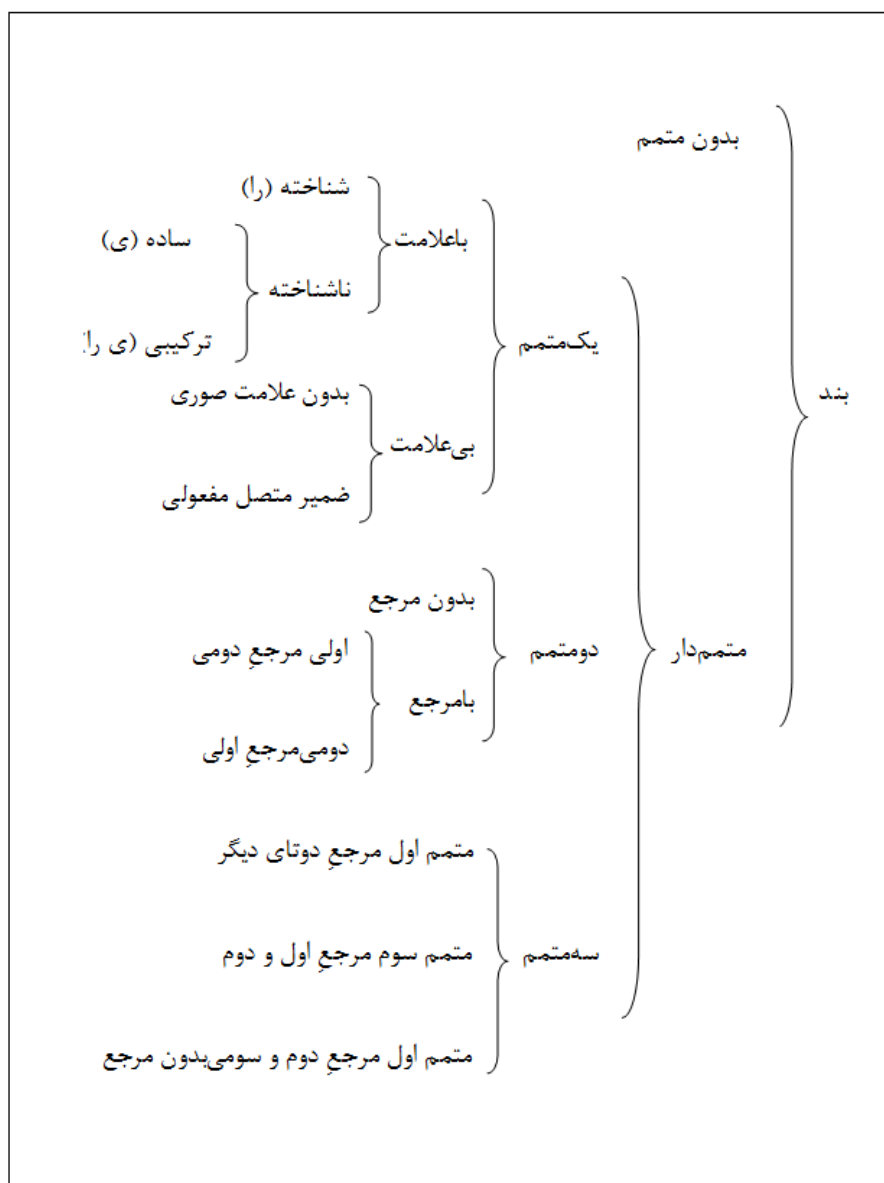 بدون متمم
شناخته (را)
باعلامت
ساده (ی)
ناشناخته
ترکیبی (ی را)
یک‌متمم
بند
بدون علامت صوری
بی‌علامت
ضمیر متصل مفعولی
بدون مرجع
اولی مرجعِ دومی
متمم‌دار
دومتمم
بامرجع
دومی‌مرجعِ اولی
متمم اول مرجعِ دوتای دیگر
سه‌متمم
متمم سوم مرجعِ اول و دوم
متمم اول مرجعِ دوم و سومی‌بدون مرجع